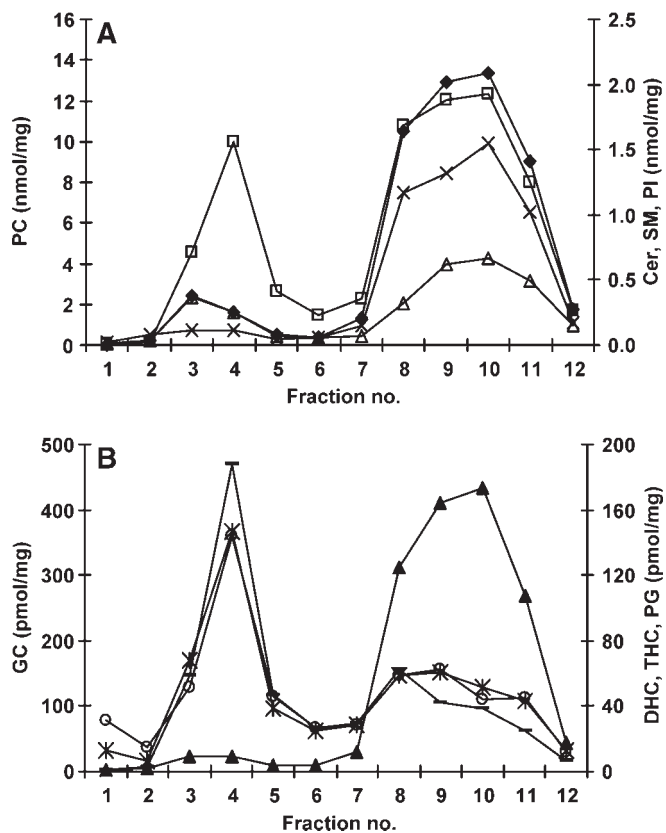 A
16
14
12
10
8
6
4
2
0
PC (nmol/mg)
2.5
2.0
1.5
1.0
0.5
0.0
Cer, SM, PI (nmol/mg)
1 2 3 4 5 6 7 8 9 10 11 12
Fraction no.
B
500
400
300
200
100
0
GC (pmol/mg)
200
160
120
80
40
0
DHC, THC, PG (pmol/mg)
1 2 3 4 5 6 7 8 9 10 11 12
Fraction no.